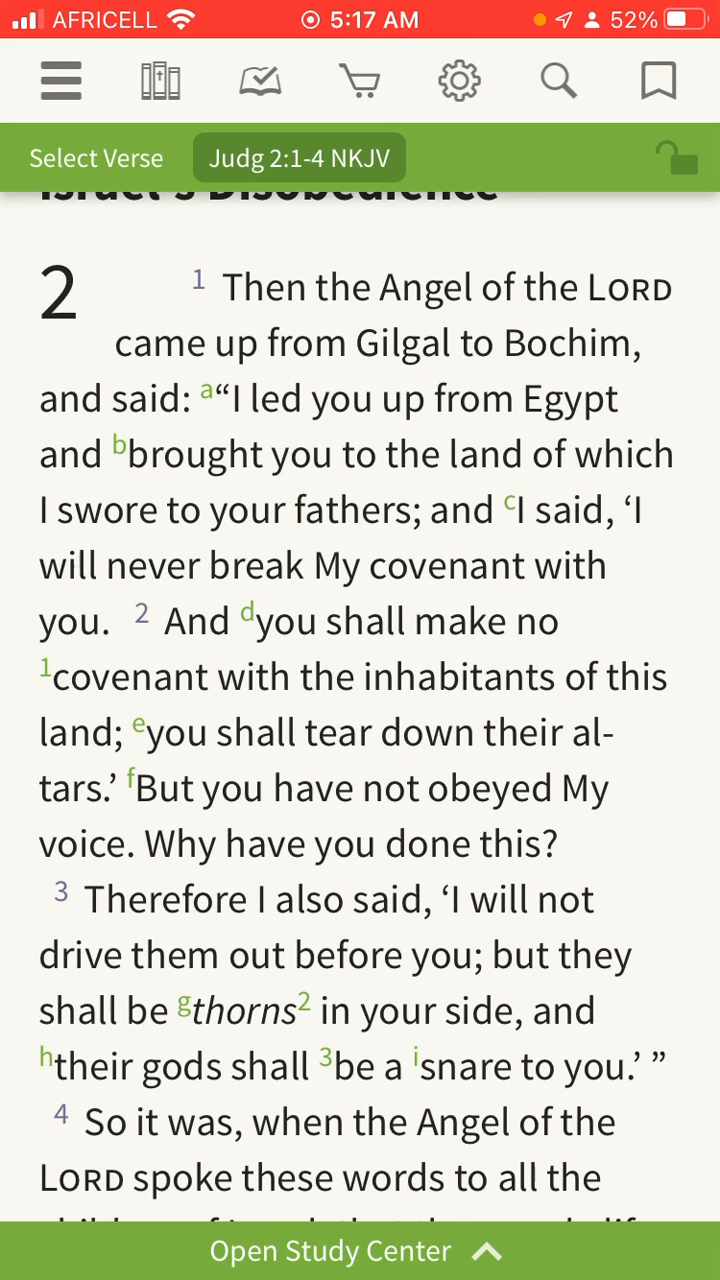 AFRICELL 5:17 AM 52%
Select Verse Judg 2:1-4 NKJV
Israel's Disobedience
2 1 Then the Angel of the LORD
came up from Gilgal to Bochim,
and said: a“I led you up from Egypt
and bbrought you to the land of which
I swore to your fathers; and cI said, ‘I
will never break My covenant with
you. 2 And dyou shall make no
1covenant with the inhabitants of this
land; eyou shall tear down their al-
tars.’ fBut you have not obeyed My
voice. Why have you done this?
3 Therefore I also said, ‘I will not
drive them out before you; but they
shall be gthorns2 in your side, and
htheir gods shall 3be a isnare to you.’ ”
4 So it was, when the Angel of the
LORD spoke these words to all the
Open Study Center